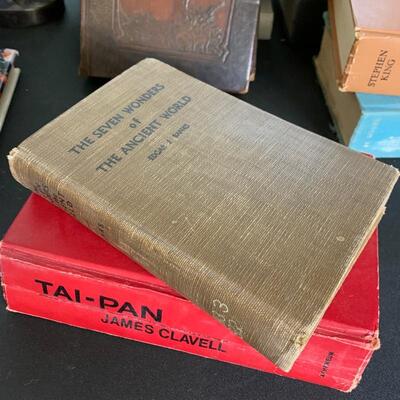 THE SEVEN WONDERS
of
THE ANCIENT WORLD
EDGAR J. BANKS
TAI-PAN
JAMES CLAVELL
STEPHEN
KING